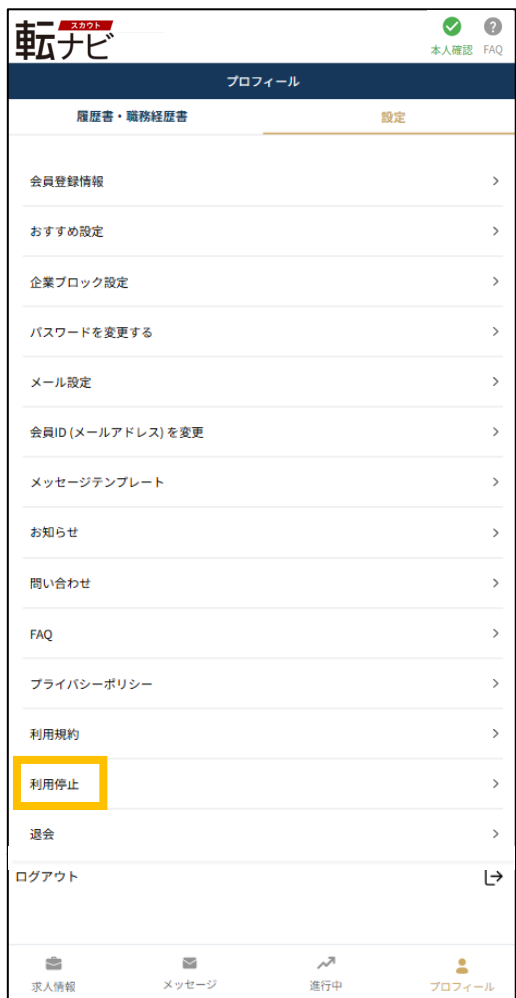 転ナビ
スカウト
?
本人確認 FAQ
プロフィール
履歴書・職務経歴書 設定
会員登録情報
おすすめ設定
企業ブロック設定
パスワードを変更する
メール設定
会員ID (メールアドレス) を変更
メッセージテンプレート
お知らせ
問い合わせ
FAQ
プライバシーポリシー
利用規約
利用停止
退会
ログアウト
求人情報 メッセージ 進行中 プロフィール